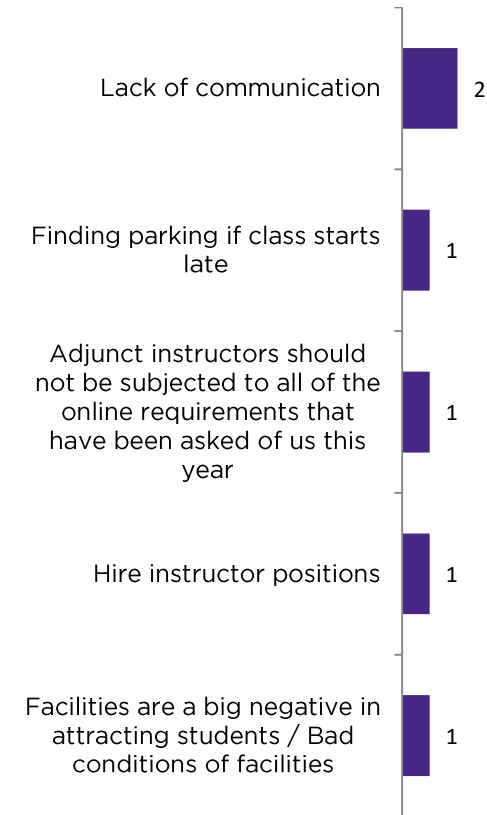 Lack of communication
2
Finding parking if class starts
late
1
Adjunct instructors should
not be subjected to all of the
online requirements that
have been asked of us this
year
1
Hire instructor positions
1
Facilities are a big negative in
attracting students / Bad
conditions of facilities
1